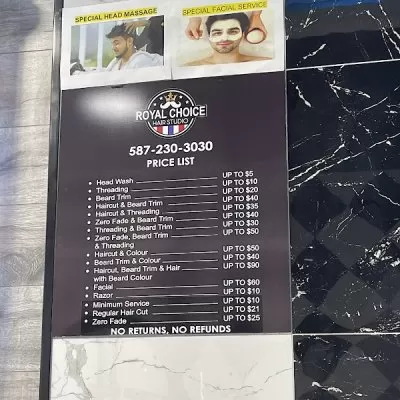 SPECIAL HEAD MASSAGE
SPECIAL FACIAL SERVICE
ROYAL CHOICE
HAIR STUDIO
587-230-3030
PRICE LIST
• Head Wash UP TO $5
• Threading UP TO $10
• Beard Trim UP TO $20
• Haircut & Beard Trim UP TO $40
• Haircut & Threading UP TO $35
• Zero Fade & Beard Trim UP TO $40
• Threading & Beard Trim UP TO $30
• Zero Fade, Beard Trim UP TO $50
& Threading
• Haircut & Colour UP TO $50
• Beard Trim & Colour UP TO $40
• Haircut, Beard Trim & Hair UP TO $90
with Beard Colour
• Facial UP TO $60
• Razor UP TO $10
• Minimum Service UP TO $10
• Regular Hair Cut UP TO $21
• Zero Fade UP TO $25
NO RETURNS, NO REFUNDS